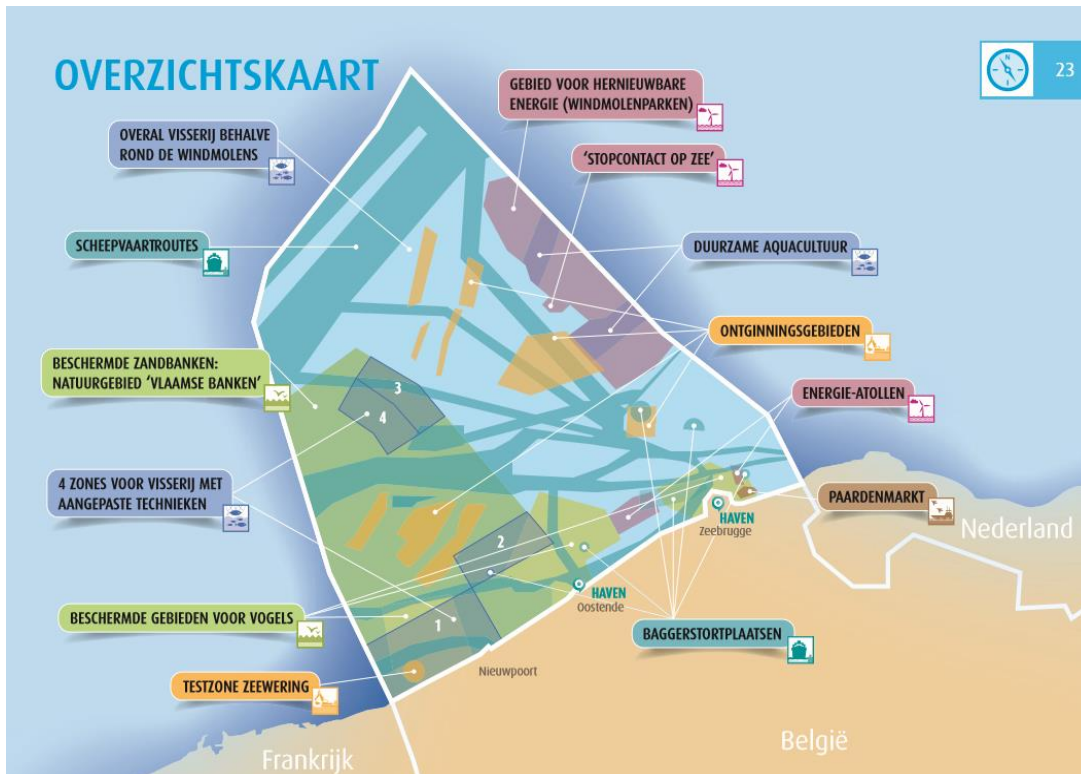 OVERZICHTSKAART
23
GEBIED VOOR HERNIEUWBARE
ENERGIE (WINDMOLENPARKEN)
OVERAL VISSERIJ BEHALVE
ROND DE WINDMOLENS
'STOPCONTACT OP ZEE'
SCHEEPVAARTROUTES
DUURZAME AQUACULTUUR
ONTGINNINGSGEBIEDEN
BESCHERMDE ZANDBANKEN:
NATUURGEBIED 'VLAAMSE BANKEN'
3
4
ENERGIE-ATOLLEN
4 ZONES VOOR VISSERIJ MET
AANGEPASTE TECHNIEKEN
PAARDENMARKT
HAVEN
Zeebrugge
Nederland
2
HAVEN
Oostende
BESCHERMDE GEBIEDEN VOOR VOGELS
1
BAGGERSTORTPLAATSEN
Nieuwpoort
TESTZONE ZEEWERING
België
Frankrijk